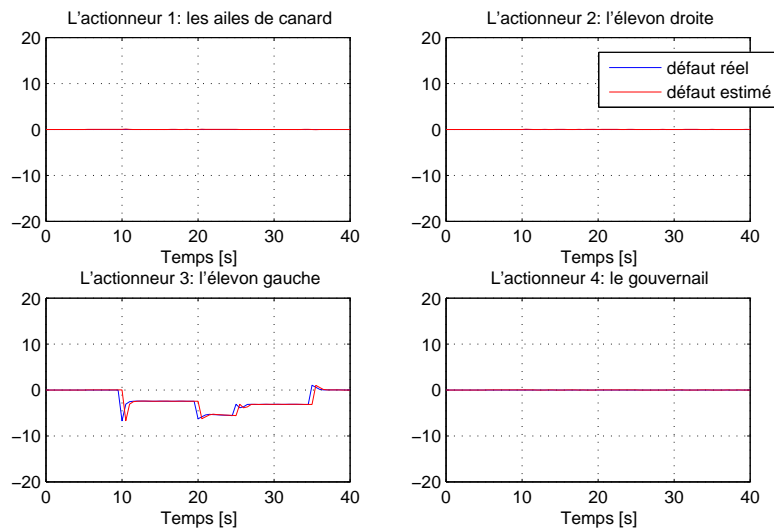 L'actionneur 1: les ailes de canard
20
10
0
−10
−20
0 10 20 30 40
Temps [s]
L'actionneur 2: l'élevon droite
20
10
0
−10
−20
0 10 20 30 40
Temps [s]
défaut réel
défaut estimé
L'actionneur 3: l'élevon gauche
20
10
0
−10
−20
0 10 20 30 40
Temps [s]
L'actionneur 4: le gouvernail
20
10
0
−10
−20
0 10 20 30 40
Temps [s]